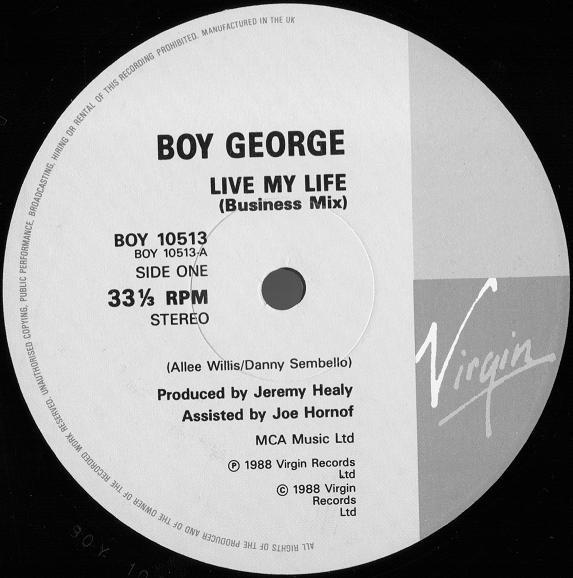 BOY GEORGE
LIVE MY LIFE
(Business Mix)
BOY 10513
BOY 10513-A
SIDE ONE
33⅓ RPM
STEREO
Virgin
(Allee Willis/Danny Sembello)
Produced by Jeremy Healy
Assisted by Joe Hornof
MCA Music Ltd
℗ 1988 Virgin Records
Ltd
© 1988 Virgin
Records
Ltd
ALL RIGHTS OF THE PRODUCER AND OF THE OWNER OF THE RECORDED WORK RESERVED. UNAUTHORISED COPYING, PUBLIC PERFORMANCE, BROADCASTING, HIRING OR RENTAL OF THIS RECORDING PROHIBITED. MANUFACTURED IN THE UK
BOY 10